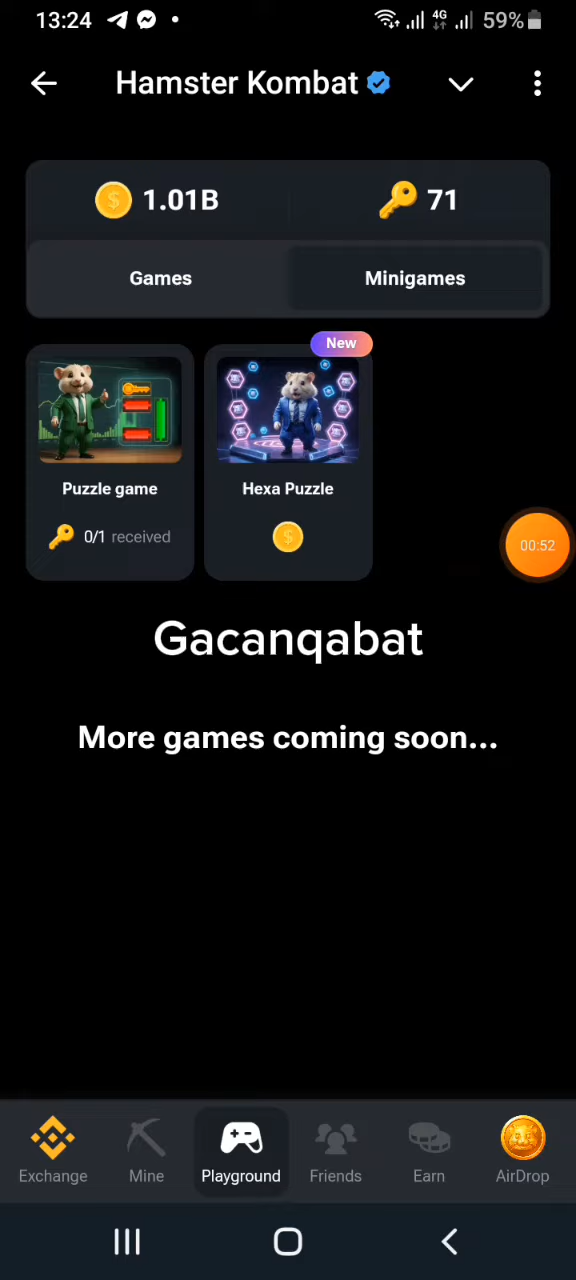 13:24
4G
59%
Hamster Kombat
1.01B
71
Games
Minigames
New
Puzzle game
Hexa Puzzle
0/1 received
00:52
Gacanqabat
More games coming soon...
Exchange
Mine
Playground
Friends
Earn
AirDrop